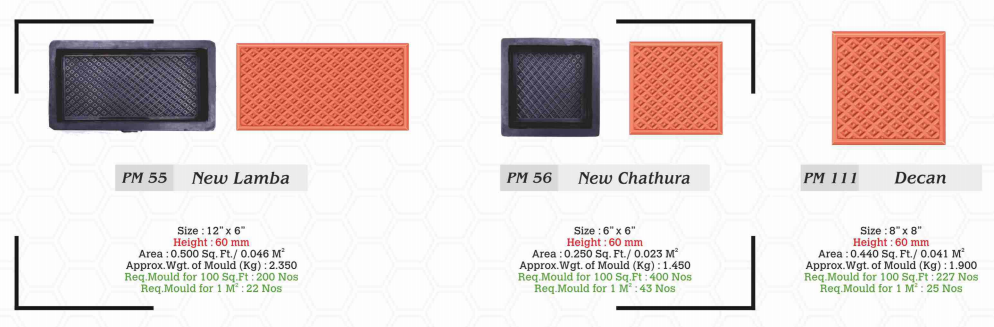 PM 55 New Lamba
Size : 12” x 6”
Height : 60 mm
Area : 0.500 Sq. Ft./ 0.046 M²
Approx.Wgt. of Mould (Kg) : 2.350
Req.Mould for 100 Sq.Ft : 200 Nos
Req.Mould for 1 M² : 22 Nos
PM 56 New Chathura
Size : 6” x 6”
Height : 60 mm
Area : 0.250 Sq. Ft./ 0.023 M²
Approx.Wgt. of Mould (Kg) : 1.450
Req.Mould for 100 Sq.Ft : 400 Nos
Req.Mould for 1 M² : 43 Nos
PM 111 Decan
Size : 8” x 8”
Height : 60 mm
Area : 0.440 Sq. Ft./ 0.041 M²
Approx.Wgt. of Mould (Kg) : 1.900
Req.Mould for 100 Sq.Ft : 227 Nos
Req.Mould for 1 M² : 25 Nos